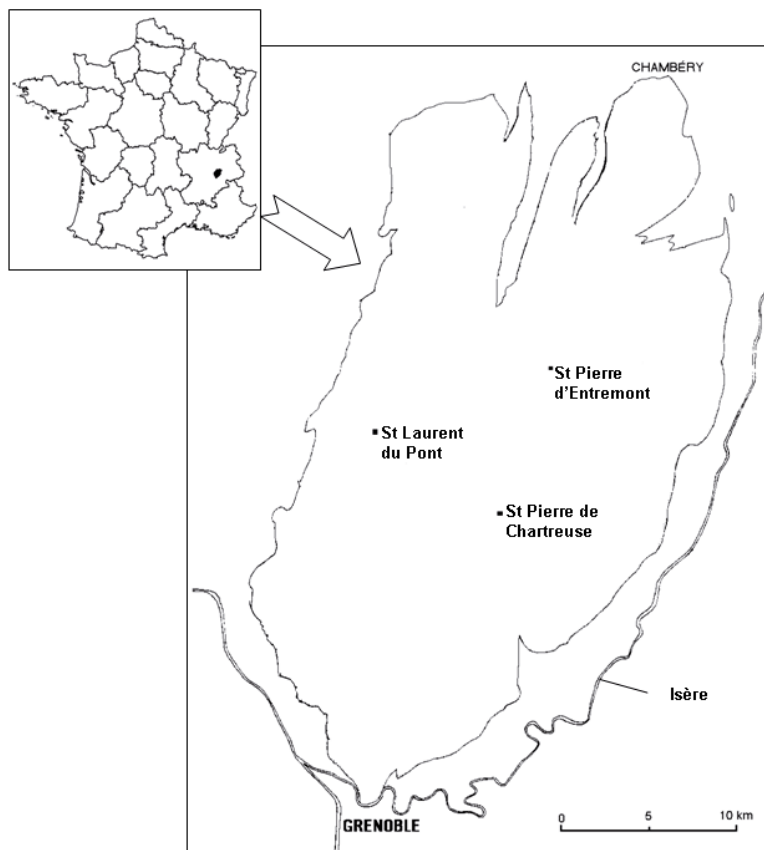 CHAMBÉRY
St Pierre
d'Entremont
St Laurent
du Pont
St Pierre de
Chartreuse
Isère
GRENOBLE
0 5 10 km